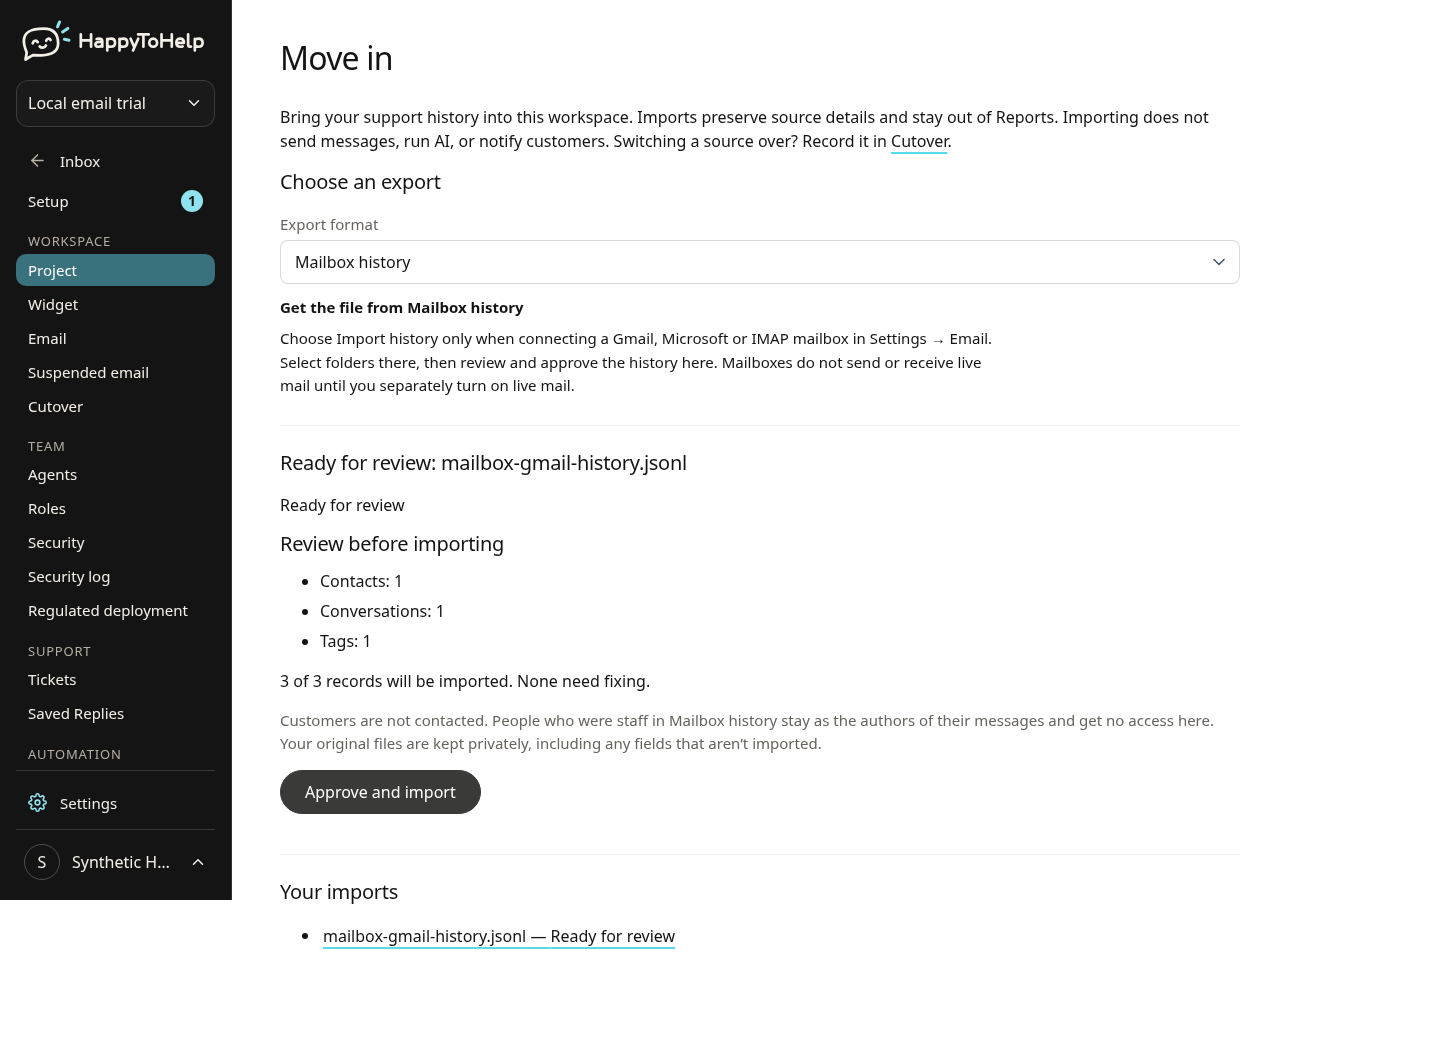 HappyToHelp
Local email trial
Inbox
Setup
1
WORKSPACE
Project
Widget
Email
Suspended email
Cutover
TEAM
Agents
Roles
Security
Security log
Regulated deployment
SUPPORT
Tickets
Saved Replies
AUTOMATION
Settings
S
Synthetic H...
Move in
Bring your support history into this workspace. Imports preserve source details and stay out of Reports. Importing does not
send messages, run AI, or notify customers. Switching a source over? Record it in Cutover.
Choose an export
Export format
Mailbox history
Get the file from Mailbox history
Choose Import history only when connecting a Gmail, Microsoft or IMAP mailbox in Settings → Email.
Select folders there, then review and approve the history here. Mailboxes do not send or receive live
mail until you separately turn on live mail.
Ready for review: mailbox-gmail-history.jsonl
Ready for review
Review before importing
• Contacts: 1
• Conversations: 1
• Tags: 1
3 of 3 records will be imported. None need fixing.
Customers are not contacted. People who were staff in Mailbox history stay as the authors of their messages and get no access here.
Your original files are kept privately, including any fields that aren’t imported.
Approve and import
Your imports
• mailbox-gmail-history.jsonl — Ready for review